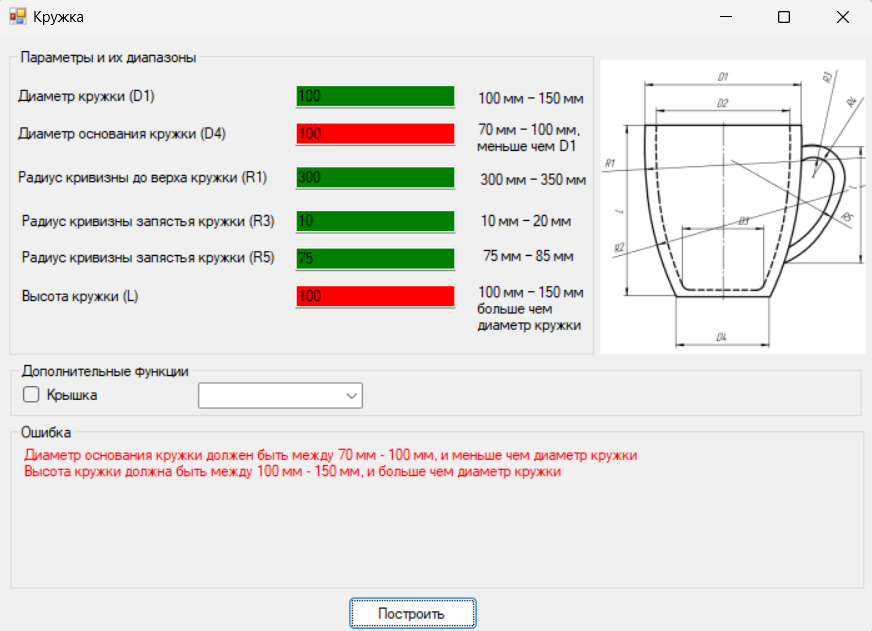 Кружка
Параметры и их диапазоны
Диаметр кружки (D1)
100
100 мм – 150 мм
Диаметр основания кружки (D4)
100
70 мм – 100 мм,
меньше чем D1
Радиус кривизны до верха кружки (R1)
300
300 мм – 350 мм
Радиус кривизны запястья кружки (R3)
10
10 мм – 20 мм
Радиус кривизны запястья кружки (R5)
75
75 мм – 85 мм
Высота кружки (L)
100
100 мм – 150 мм
больше чем
диаметр кружки
D1
D2
R3
R4
R1
L
l
R5
D3
R2
D4
Дополнительные функции
Крышка
Ошибка
Диаметр основания кружки должен быть между 70 мм - 100 мм, и меньше чем диаметр кружки
Высота кружки должна быть между 100 мм - 150 мм, и больше чем диаметр кружки
Построить